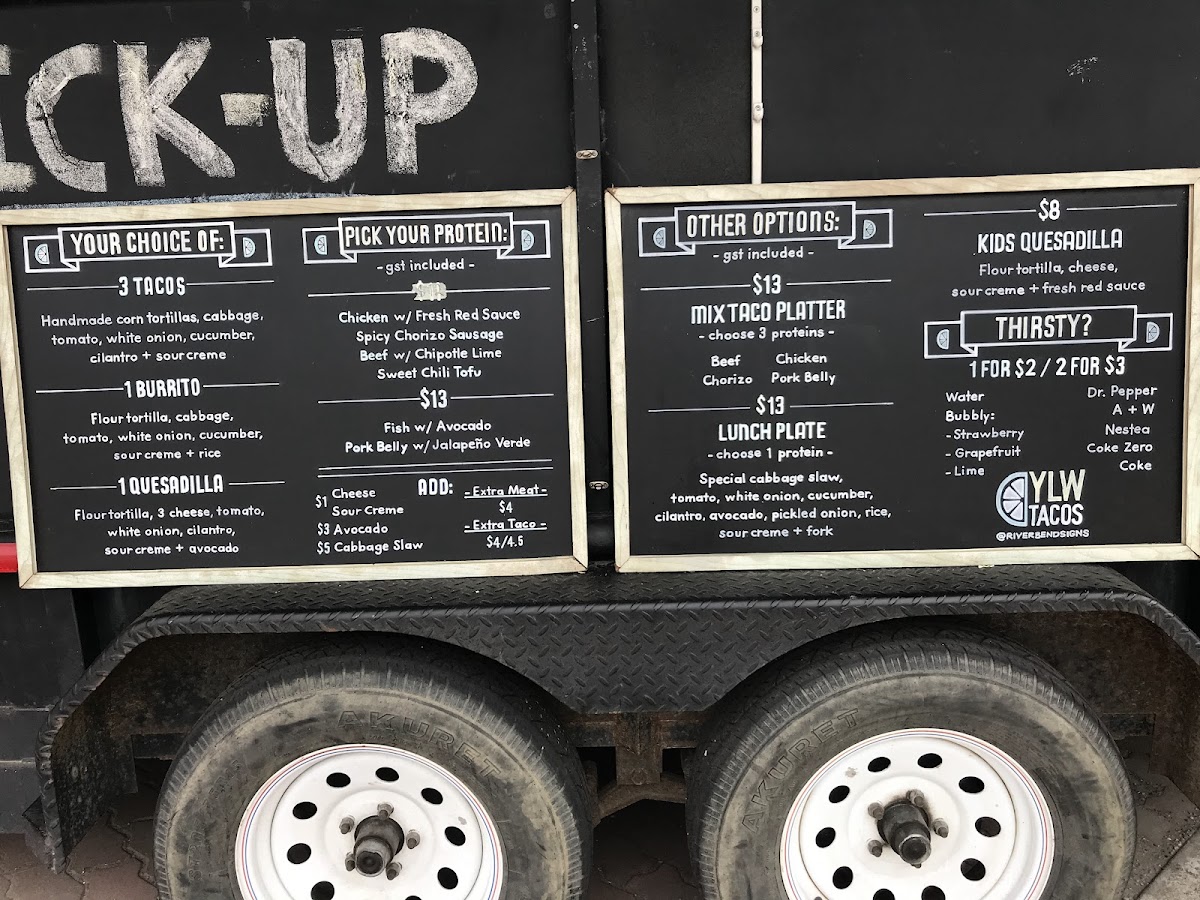 ICK-UP
YOUR CHOICE OF:
3 TACOS
Handmade corn tortillas, cabbage,
tomato, white onion, cucumber,
cilantro + sour creme
1 BURRITO
Flour tortilla, cabbage,
tomato, white onion, cucumber,
sour creme + rice
1 QUESADILLA
Flour tortilla, 3 cheese, tomato,
white onion, cilantro,
sour creme + avocado
PICK YOUR PROTEIN:
- gst included -
Chicken w/ Fresh Red Sauce
Spicy Chorizo Sausage
Beef w/ Chipotle Lime
Sweet Chili Tofu
$13
Fish w/ Avocado
Pork Belly w/ Jalapeño Verde
ADD:
$1 Cheese
Sour Creme
$3 Avocado
$5 Cabbage Slaw
- Extra Meat -
$4
- Extra Taco -
$4/4.5
OTHER OPTIONS:
- gst included -
$13
MIX TACO PLATTER
- choose 3 proteins -
Beef Chicken
Chorizo Pork Belly
$13
LUNCH PLATE
- choose 1 protein -
Special cabbage slaw,
tomato, white onion, cucumber,
cilantro, avocado, pickled onion, rice,
sour creme + fork
$8
KIDS QUESADILLA
Flour tortilla, cheese,
sour creme + fresh red sauce
THIRSTY?
1 FOR $2 / 2 FOR $3
Water
Bubbly:
- Strawberry
- Grapefruit
- Lime
Dr. Pepper
A + W
Nestea
Coke Zero
Coke
YLW
TACOS
@RIVERBENDSIGNS
AKURET
AKURET